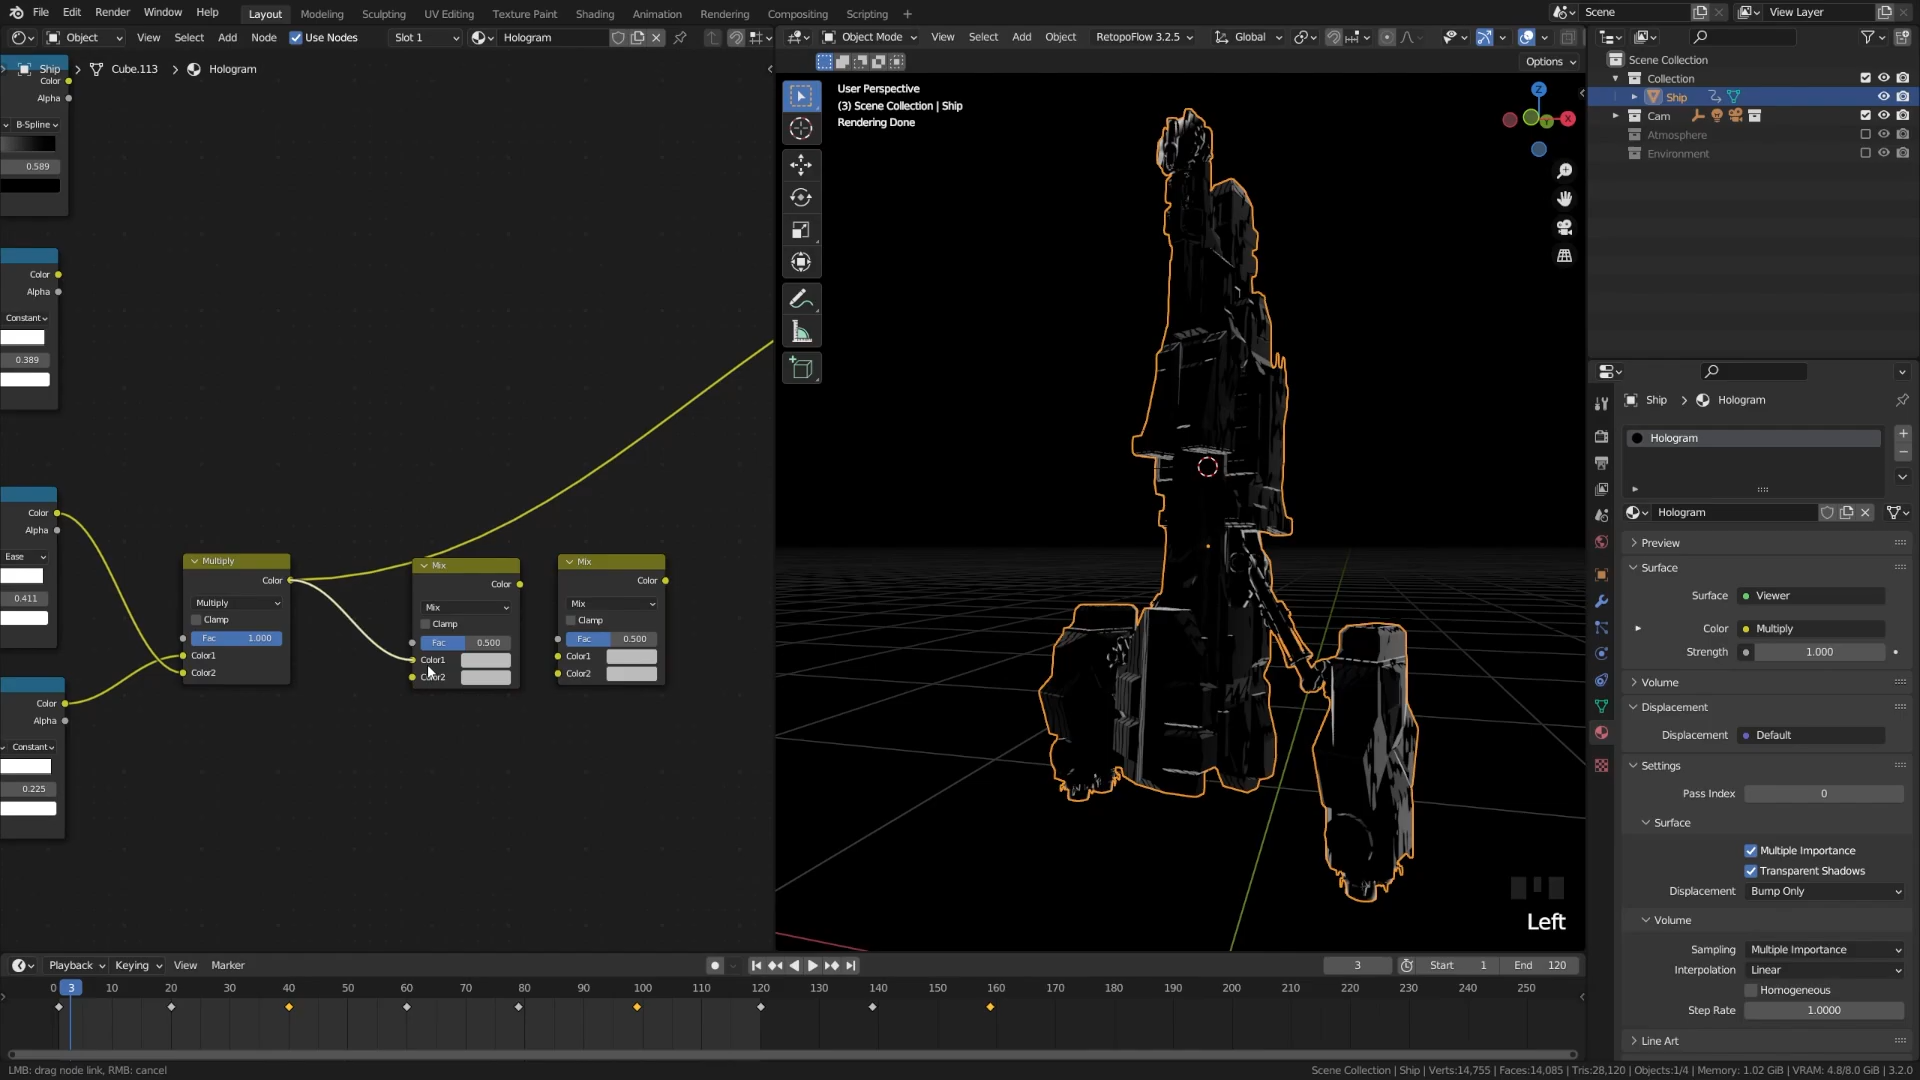 File Edit Render Window Help Layout Modeling Sculpting UV Editing Texture Paint Shading Animation Rendering Compositing Scripting + Scene View Layer
Object View Select Add Node Use Nodes Slot 1 Hologram Object Mode View Select Add Object RetopoFlow 3.2.5 Global
Options
Ship > Cube.113 > Hologram
Color
Alpha
B-Spline
0.589
Color
Alpha
Constant
0.389
Color
Alpha
Ease
0.411
Color
Alpha
Constant
0.225
Multiply
Color
Multiply
Clamp
Fac 1.000
Color1
Color2
Mix
Color
Mix
Clamp
Fac 0.500
Color1
Color2
Mix
Color
Mix
Clamp
Fac 0.500
Color1
Color2
User Perspective
(3) Scene Collection | Ship
Rendering Done
Z
X
Y
Left
Scene Collection
Collection
Ship
Cam
Atmosphere
Environment
Ship > Hologram
Hologram
Hologram
Preview
Surface
Surface Viewer
Color Multiply
Strength 1.000
Volume
Displacement
Displacement Default
Settings
Pass Index 0
Surface
Multiple Importance
Transparent Shadows
Displacement Bump Only
Volume
Sampling Multiple Importance
Interpolation Linear
Homogeneous
Step Rate 1.0000
Line Art
Playback Keying View Marker 3 Start 1 End 120
0 3 10 20 30 40 50 60 70 80 90 100 110 120 130 140 150 160 170 180 190 200 210 220 230 240 250
LMB: drag node link, RMB: cancel
Scene Collection | Ship | Verts:14,755 | Faces:14,085 | Tris:28,120 | Objects:1/4 | Memory: 1.02 GiB | VRAM: 4.8/8.0 GiB | 3.2.0